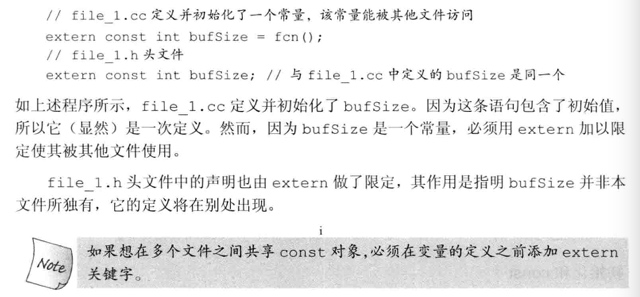 // file_1.cc 定义并初始化了一个常量，该常量能被其他文件访问
extern const int bufSize = fcn();
// file_1.h 头文件
extern const int bufSize; // 与 file_1.cc 中定义的 bufSize 是同一个
如上述程序所示，file_1.cc 定义并初始化了 bufSize。因为这条语句包含了初始值，
所以它（显然）是一次定义。然而，因为 bufSize 是一个常量，必须用 extern 加以限
定使其被其他文件使用。
file_1.h 头文件中的声明也由 extern 做了限定，其作用是指明 bufSize 并非本
文件所独有，它的定义将在别处出现。
i
Note
如果想在多个文件之间共享 const 对象，必须在变量的定义之前添加 extern
关键字。